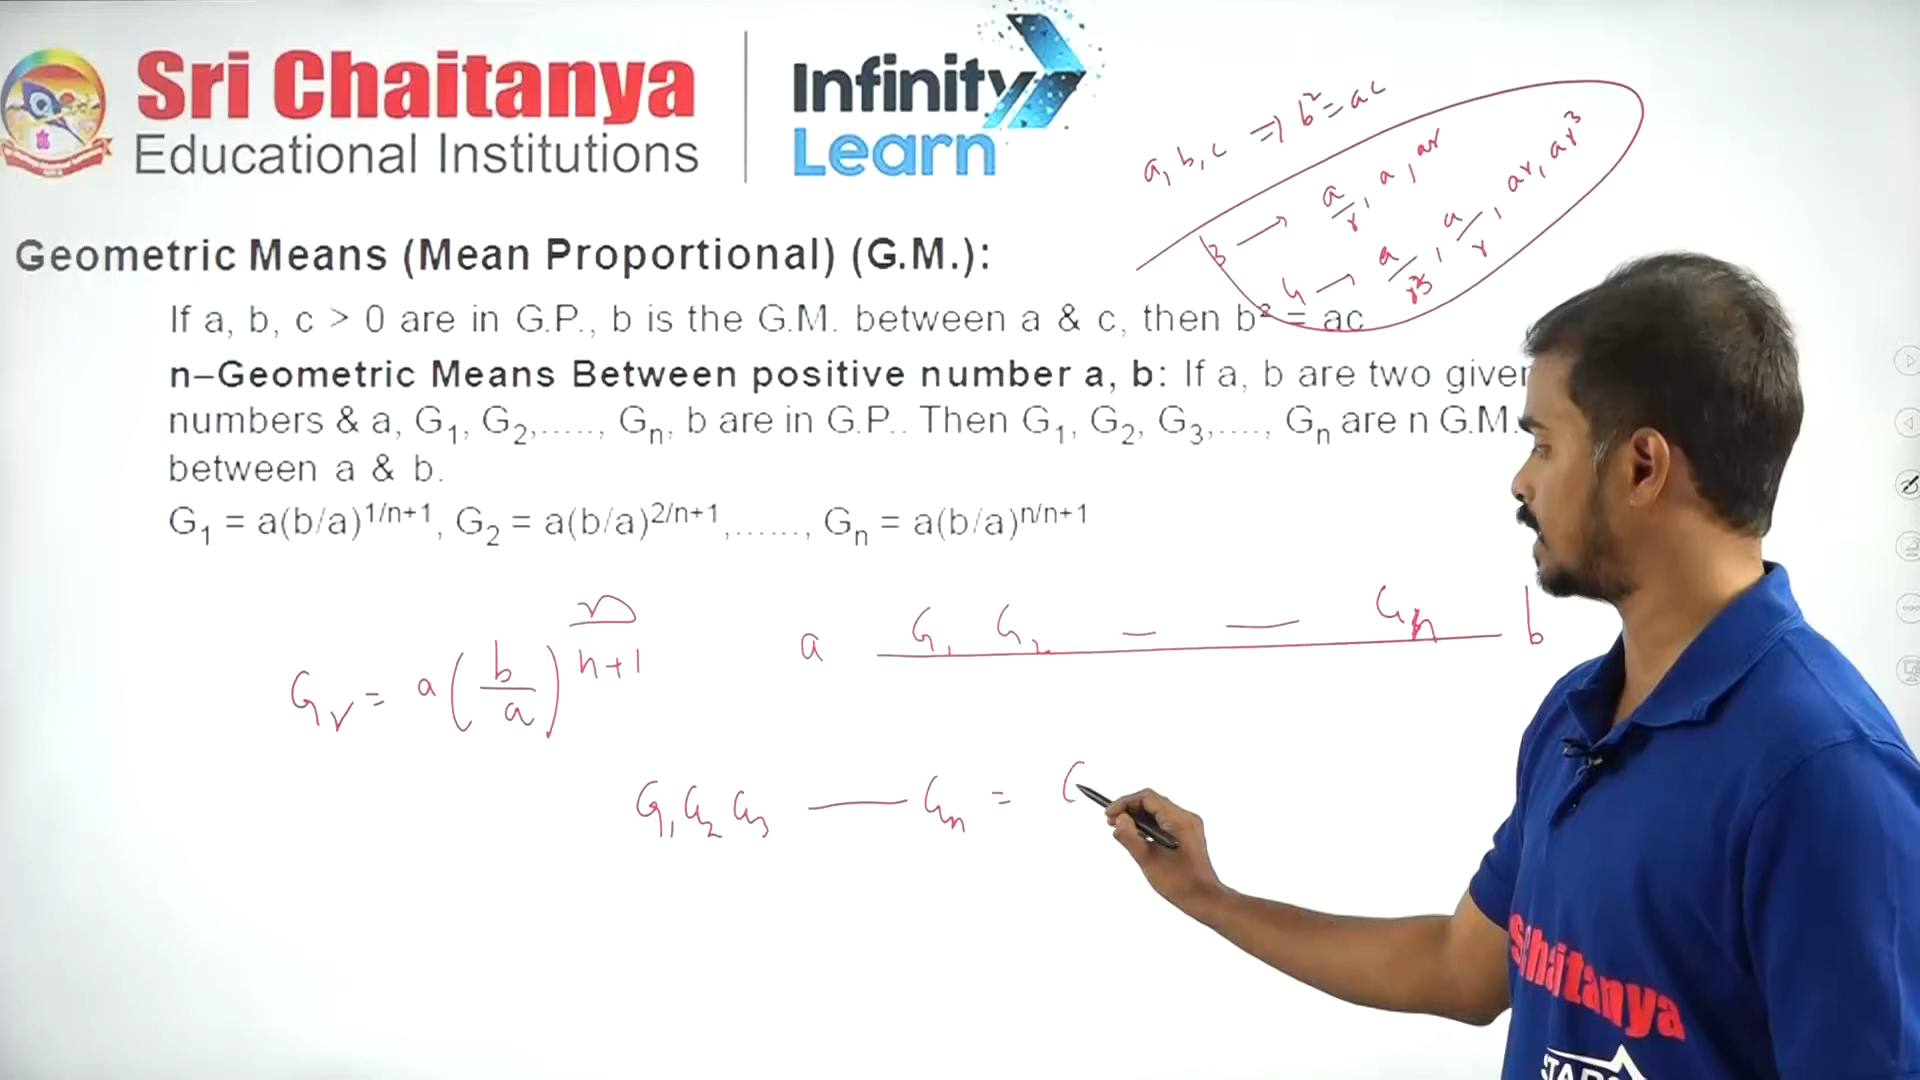 Sri Chaitanya
Educational Institutions
Infinity
Learn
a, b, c ⇒ b² = ac
3 → a/r, a, ar
4 → a/r³, a/r, ar, ar³
Geometric Means (Mean Proportional) (G.M.):
If a, b, c > 0 are in G.P., b is the G.M. between a & c, then b² = ac
n–Geometric Means Between positive number a, b: If a, b are two given
numbers & a, G₁, G₂,....., Gₙ, b are in G.P.. Then G₁, G₂, G₃,...., Gₙ are n G.M.
between a & b.
G₁ = a(b/a)^1/n+1, G₂ = a(b/a)^2/n+1,......, Gₙ = a(b/a)^n/n+1
Gr = a(b/a)^r/n+1
a G₁ G₂ – — Gₙ b
G₁ G₂ G₃ — Gₙ = (
Chaitanya